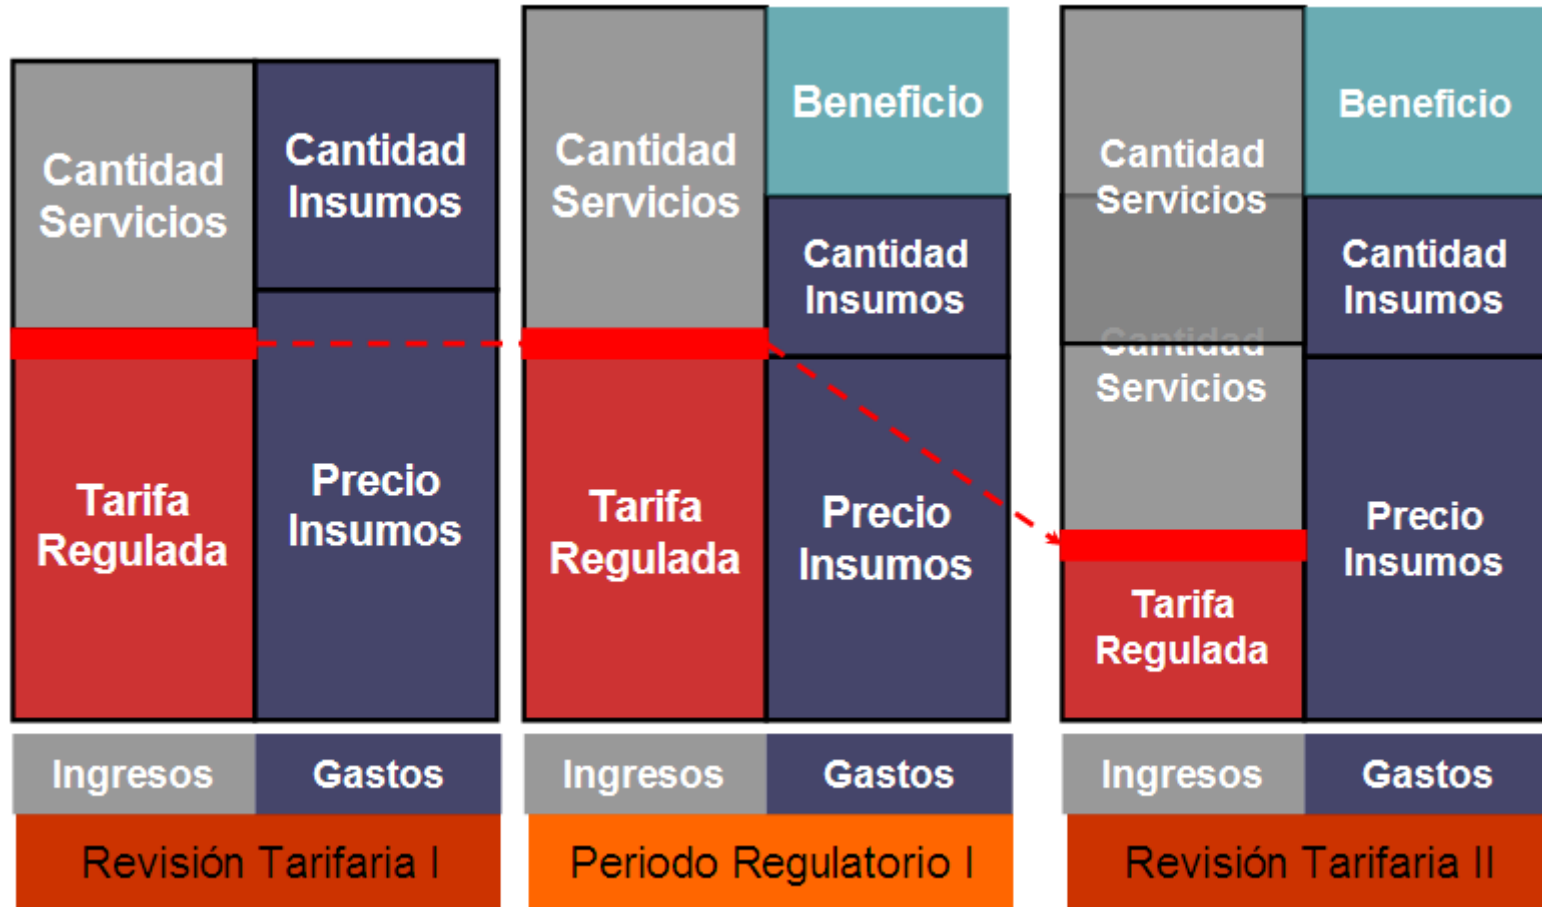 Cantidad
Servicios
Tarifa
Regulada
Cantidad
Insumos
Precio
Insumos
Ingresos
Gastos
Revisión Tarifaria I
Cantidad
Servicios
Tarifa
Regulada
Beneficio
Cantidad
Insumos
Precio
Insumos
Ingresos
Gastos
Periodo Regulatorio I
Cantidad
Servicios
Cantidad
Servicios
Tarifa
Regulada
Beneficio
Cantidad
Insumos
Precio
Insumos
Ingresos
Gastos
Revisión Tarifaria II